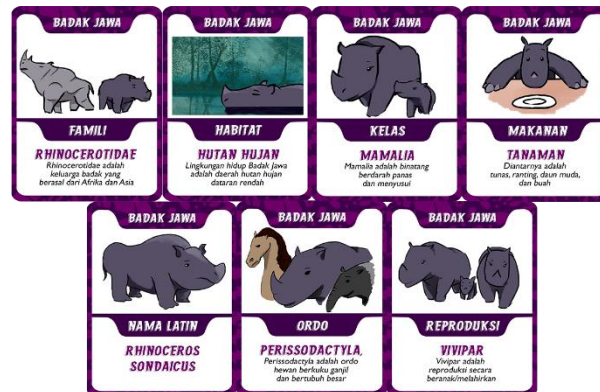 BADAK JAWA
FAMILI
RHINOCEROTIDAE
Rhinocerotidae adalah
keluarga badak yang
berasal dari Afrika dan Asia
BADAK JAWA
HABITAT
HUTAN HUJAN
Lingkungan hidup Badak Jawa
adalah daerah hutan hujan
dataran rendah
BADAK JAWA
KELAS
MAMALIA
Mamalia adalah binatang
berdarah panas
dan menyusui
BADAK JAWA
MAKANAN
TANAMAN
Diantarnya adalah
tunas, ranting, daun muda,
dan buah
BADAK JAWA
NAMA LATIN
RHINOCEROS
SONDAICUS
BADAK JAWA
ORDO
PERISSODACTYLA,
Perissodactyla adalah ordo
hewan berkuku ganjil
dan bertubuh besar
BADAK JAWA
REPRODUKSI
VIVIPAR
Vivipar adalah
reproduksi secara
beranak/melahirkan